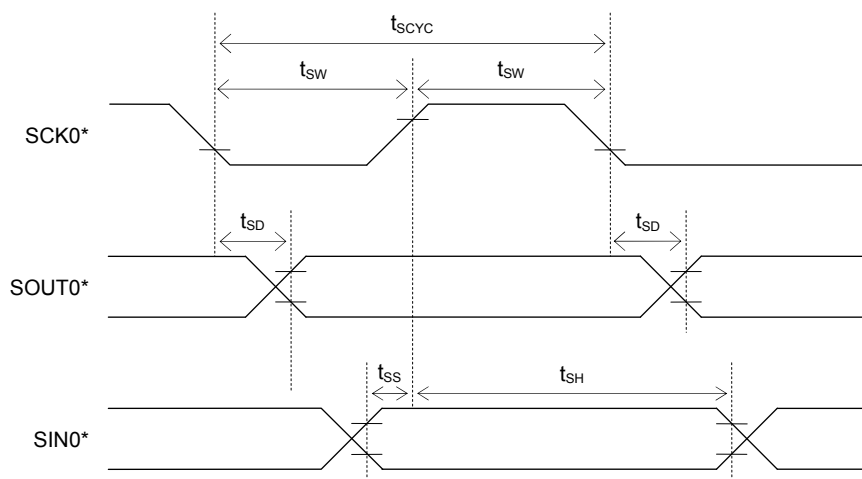 tSCYC
tSW tSW
SCK0*
tSD tSD
SOUT0*
tSS tSH
SIN0*